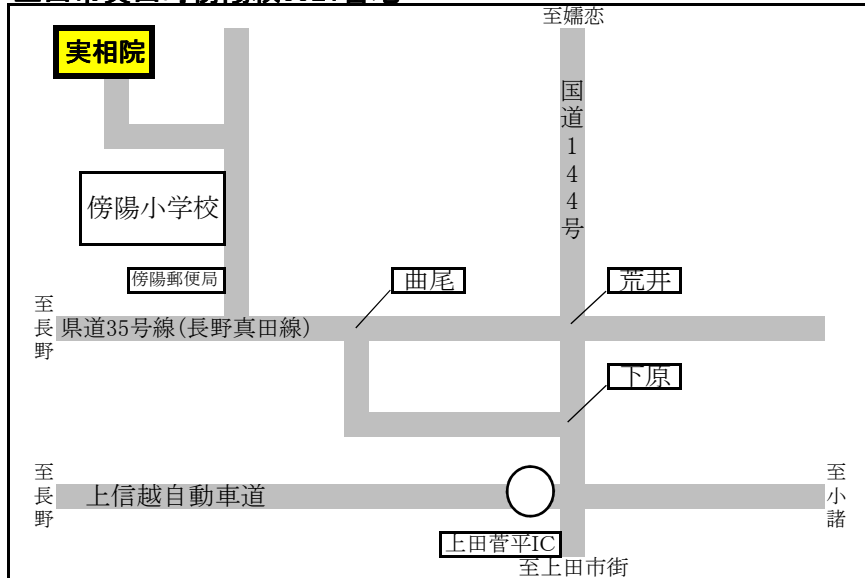 至嬬恋
実相院
国道144号
傍陽小学校
傍陽郵便局
曲尾
荒井
至長野
県道35号線(長野真田線)
下原
至長野
上信越自動車道
至小諸
上田菅平IC
至上田市街